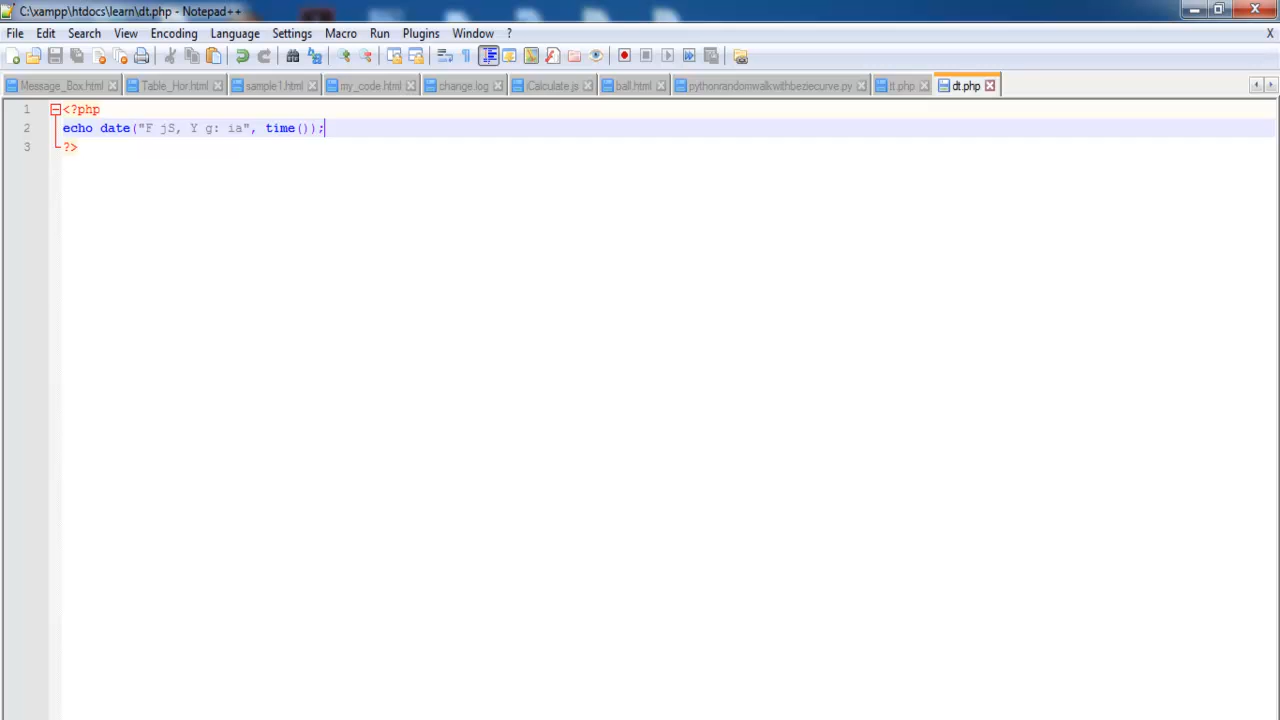 C:\xampp\htdocs\learn\dt.php - Notepad++
File Edit Search View Encoding Language Settings Macro Run Plugins Window ? X
Message_Box.html Table_Hor.html sample1.html my_code.html change.log iCalculate.js ball.html pythonrandomwalkwithbeziecurve.py tt.php dt.php
1 <?php
2 echo date("F jS, Y g: ia", time());
3 ?>